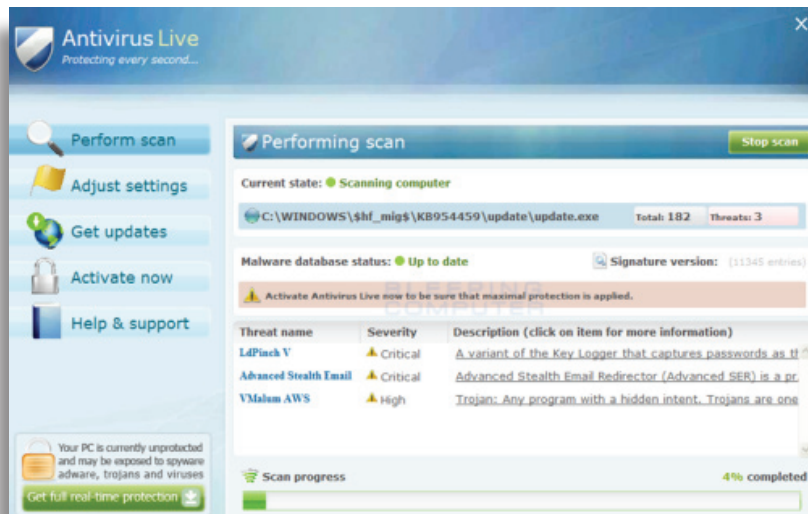 Antivirus Live
Protecting every second...
Perform scan
Adjust settings
Get updates
Activate now
Help & support
Your PC is currently unprotected
and may be exposed to spyware
adware, trojans and viruses
Get full real-time protection
Performing scan
Stop scan
Current state: Scanning computer
C:\WINDOWS\$hf_mig$\KB954459\update\update.exe Total: 182 Threats: 3
Malware database status: Up to date Signature version: (11345 entries)
BLEEPING
COMPUTER
Activate Antivirus Live now to be sure that maximal protection is applied.
Threat name Severity Description (click on item for more information)
LdPinch V Critical A variant of the Key Logger that captures passwords as th
Advanced Stealth Email Critical Advanced Stealth Email Redirector (Advanced SER) is a pr
VMalum AWS High Trojan: Any program with a hidden intent. Trojans are one
Scan progress 4% completed